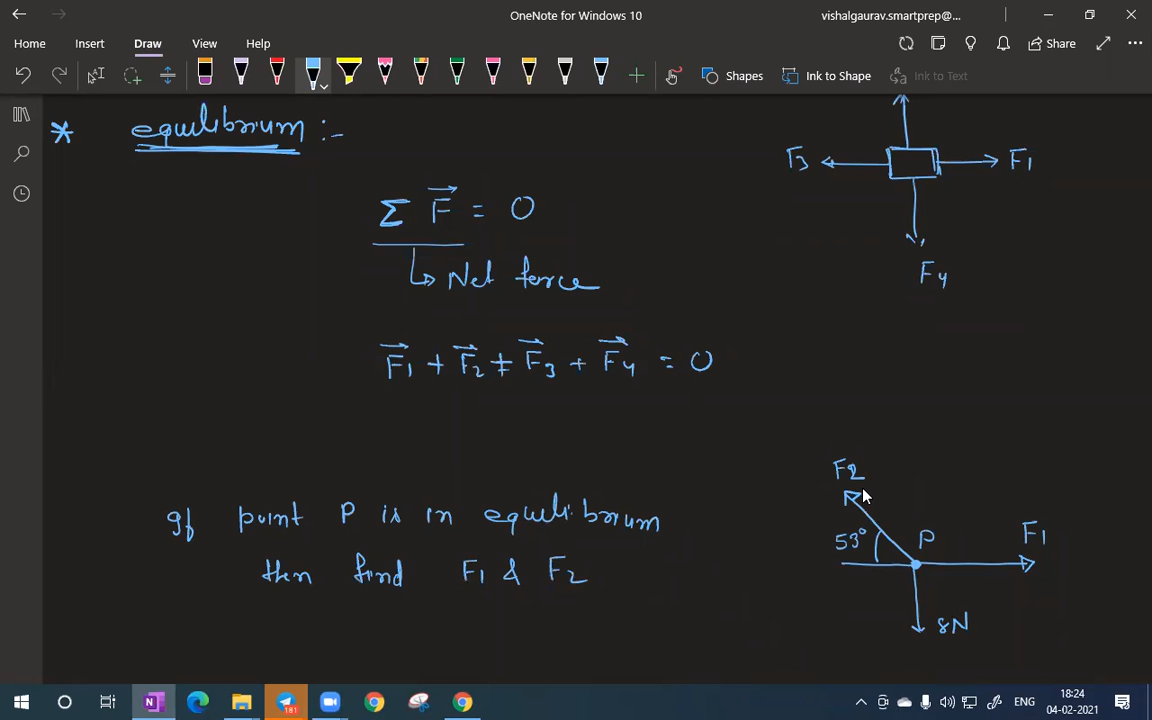 OneNote for Windows 10
vishalgaurav.smartprep@...
Home Insert Draw View Help
Share
Shapes
Ink to Shape
Ink to Text
* equilibrium :-
F3 F1
F4
Σ F = 0
↳ Net force
F1 + F2 + F3 + F4 = 0
F2
If point P is in equilibrium
53° P F1
then find F1 & F2
8N
181
ENG
18:24
04-02-2021